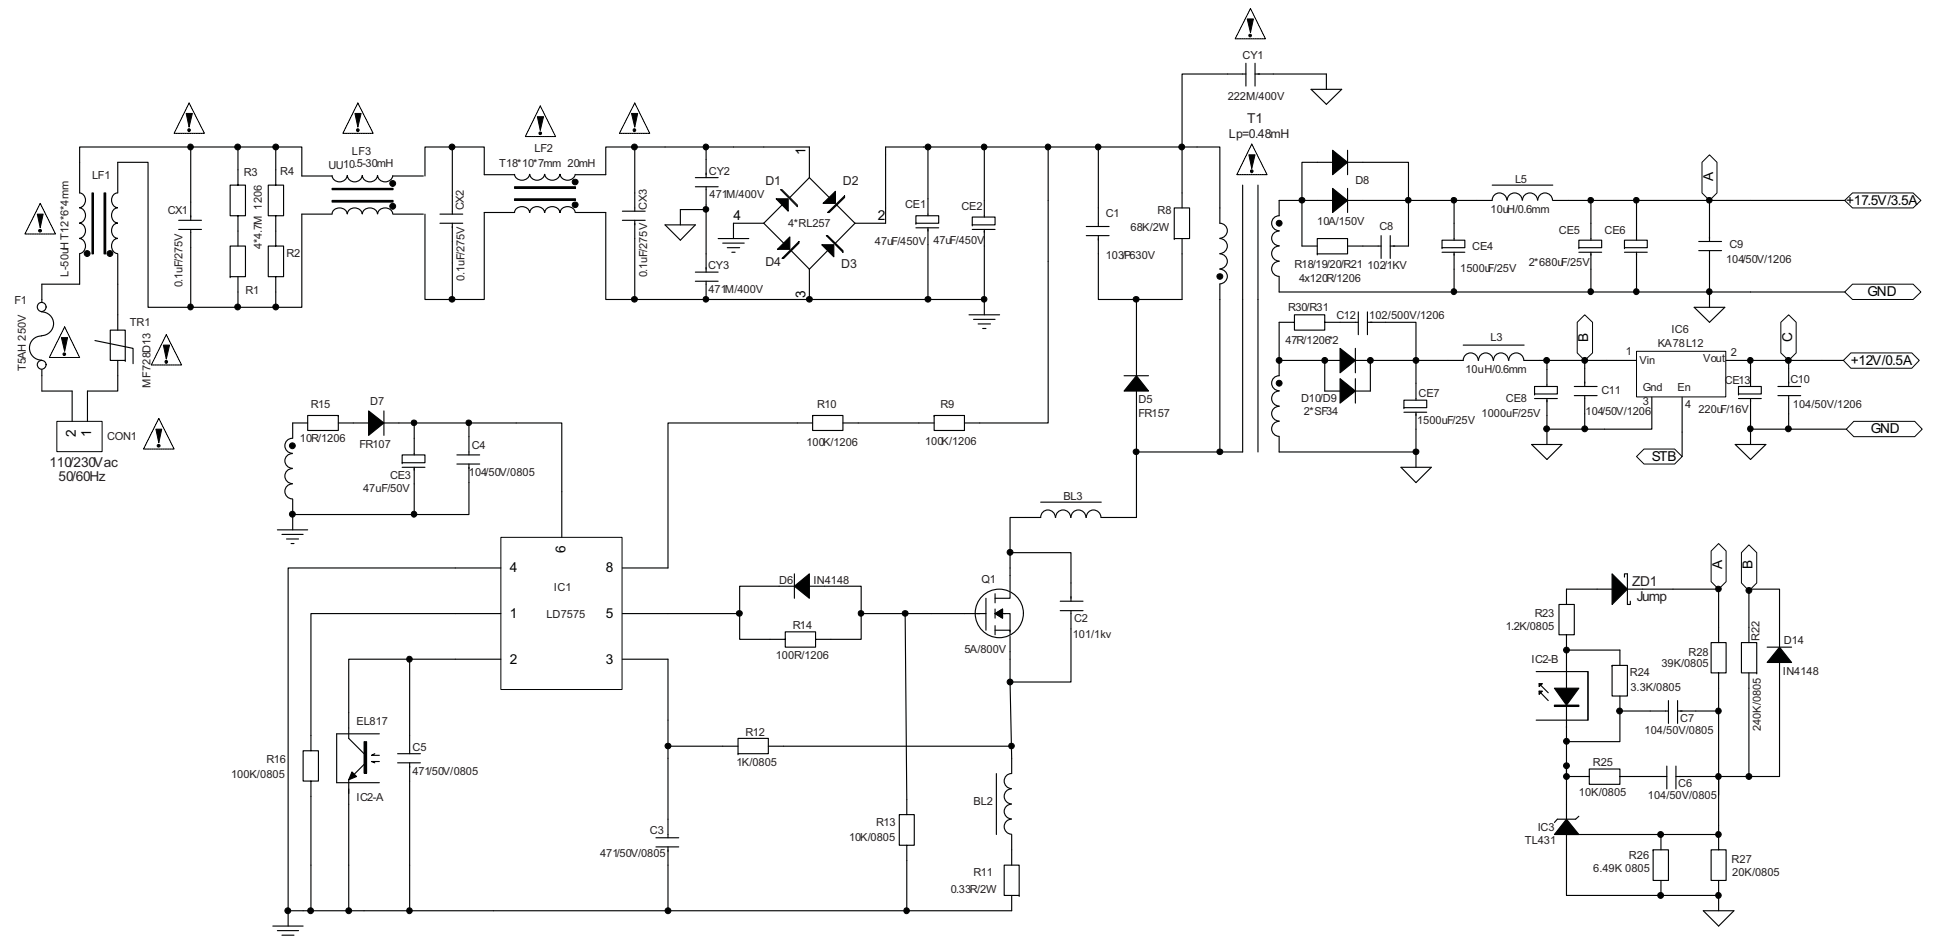 CY1
222M/400V
T1
Lp=0.48mH
LF1
L-50uH T12*6*4mm
CX1
0.1uF/275V
R3
R4
4*4.7M 1206
R1
R2
LF3
UU10.5-30mH
CX2
0.1uF/275V
LF2
T18*10*7mm 20mH
CX3
0.1uF/275V
CY2
471M/400V
CY3
471M/400V
1
D1
D2
4
4*RL257
2
D4
D3
3
CE1
47uF/450V
CE2
47uF/450V
C1
103P630V
R8
68K/2W
D5
FR157
D8
10A/150V
C8
R18/19/20/R21
102/1KV
4x120R/1206
L5
10uH/0.6mm
CE4
1500uF/25V
CE5
CE6
2*680uF/25V
A
C9
104/50V/1206
+17.5V/3.5A
GND
R30/R31
C12
102/500V/1206
47R/1206*2
D10/D9
2*SF34
CE7
1500uF/25V
L3
10uH/0.6mm
CE8
1000uF/25V
B
C11
104/50V/1206
IC6
KA78L12
1
Vin
Vout
2
Gnd
En
3
4
STB
CE13
220uF/16V
C
C10
104/50V/1206
+12V/0.5A
GND
F1
T5AH 250V
TR1
MF728D13
2
1
CON1
110/230Vac
50/60Hz
R15
10R/1206
D7
FR107
CE3
47uF/50V
C4
104/50V/0805
R10
100K/1206
R9
100K/1206
BL3
6
4
8
IC1
LD7575
1
5
2
3
D6
IN4148
R14
100R/1206
Q1
5A/800V
C2
101/1kv
EL817
IC2-A
R16
100K/0805
C5
471/50V/0805
R12
1K/0805
C3
471/50V/0805
R13
10K/0805
BL2
R11
0.33R/2W
A
B
ZD1
Jump
R23
1.2K/0805
IC2-B
R24
3.3K/0805
R28
39K/0805
R22
240K/0805
D14
IN4148
C7
104/50V/0805
R25
10K/0805
C6
104/50V/0805
IC3
TL431
R26
6.49K 0805
R27
20K/0805